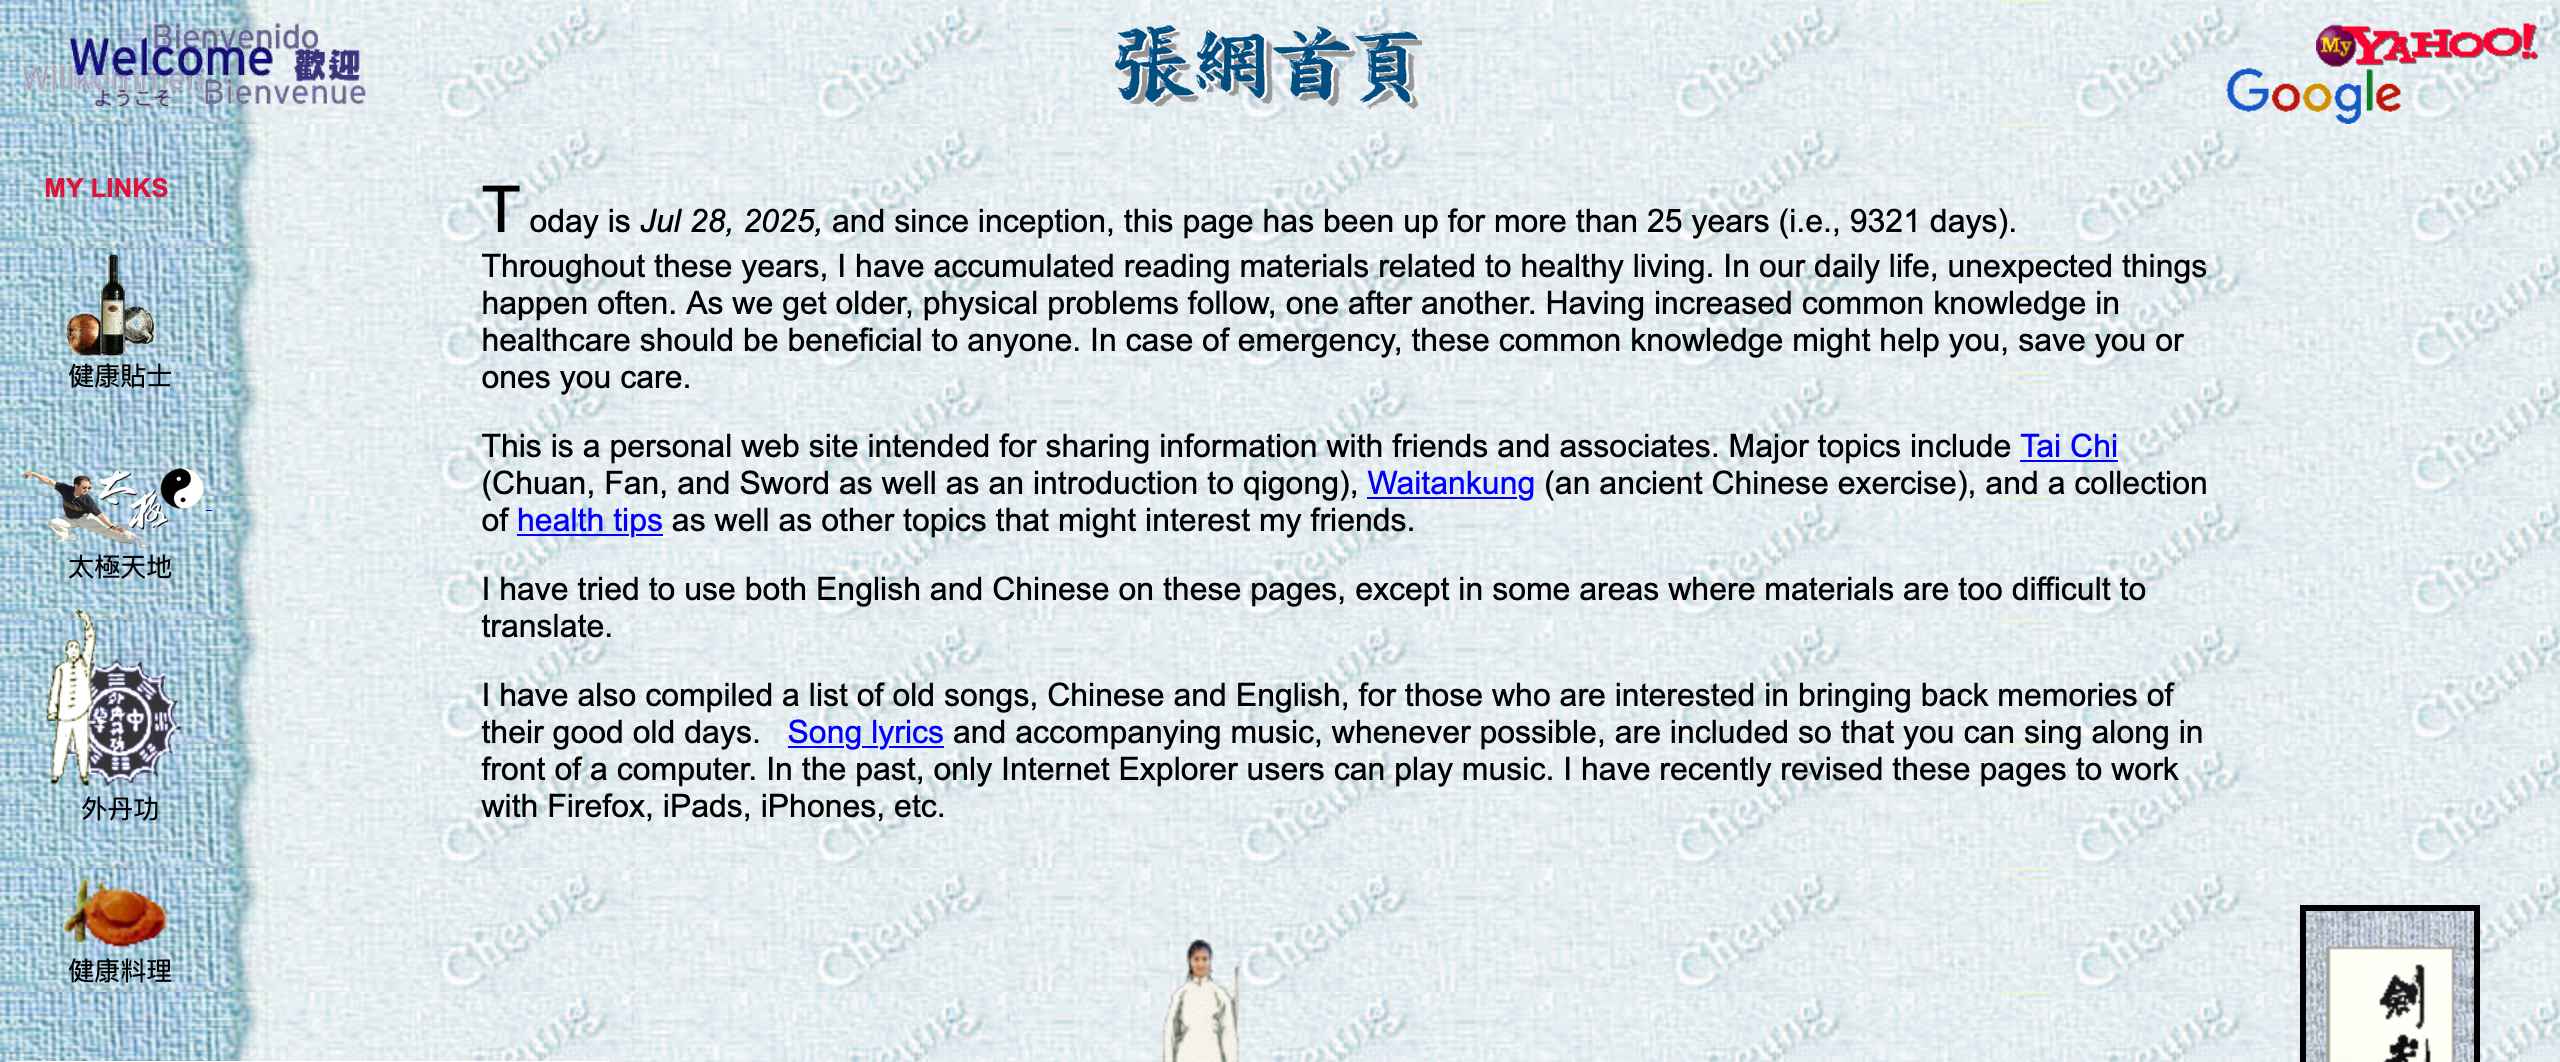 Bienvenido
Welcome 歡迎
Willkommen
ようこそ Bienvenue
張網首頁
My YAHOO!
Google
MY LINKS
健康貼士
太極
太極天地
外丹功
健康料理
Today is Jul 28, 2025, and since inception, this page has been up for more than 25 years (i.e., 9321 days).
Throughout these years, I have accumulated reading materials related to healthy living. In our daily life, unexpected things
happen often. As we get older, physical problems follow, one after another. Having increased common knowledge in
healthcare should be beneficial to anyone. In case of emergency, these common knowledge might help you, save you or
ones you care.
This is a personal web site intended for sharing information with friends and associates. Major topics include Tai Chi
(Chuan, Fan, and Sword as well as an introduction to qigong), Waitankung (an ancient Chinese exercise), and a collection
of health tips as well as other topics that might interest my friends.
I have tried to use both English and Chinese on these pages, except in some areas where materials are too difficult to
translate.
I have also compiled a list of old songs, Chinese and English, for those who are interested in bringing back memories of
their good old days. Song lyrics and accompanying music, whenever possible, are included so that you can sing along in
front of a computer. In the past, only Internet Explorer users can play music. I have recently revised these pages to work
with Firefox, iPads, iPhones, etc.
劍
Cheung